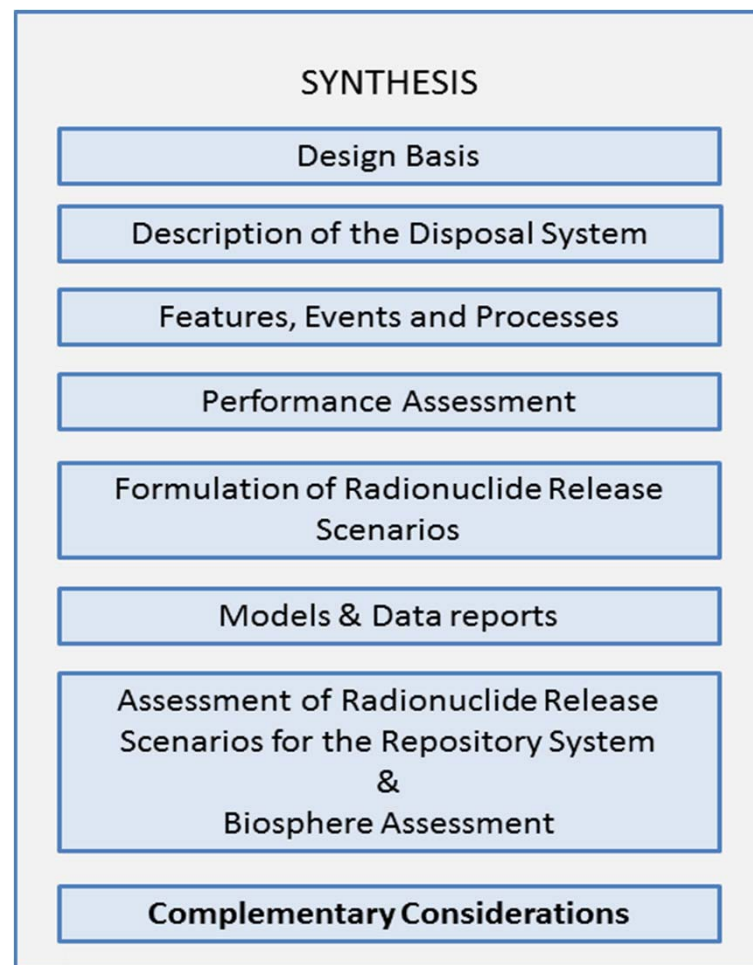 SYNTHESIS
Design Basis
Description of the Disposal System
Features, Events and Processes
Performance Assessment
Formulation of Radionuclide Release
Scenarios
Models & Data reports
Assessment of Radionuclide Release
Scenarios for the Repository System
&
Biosphere Assessment
Complementary Considerations